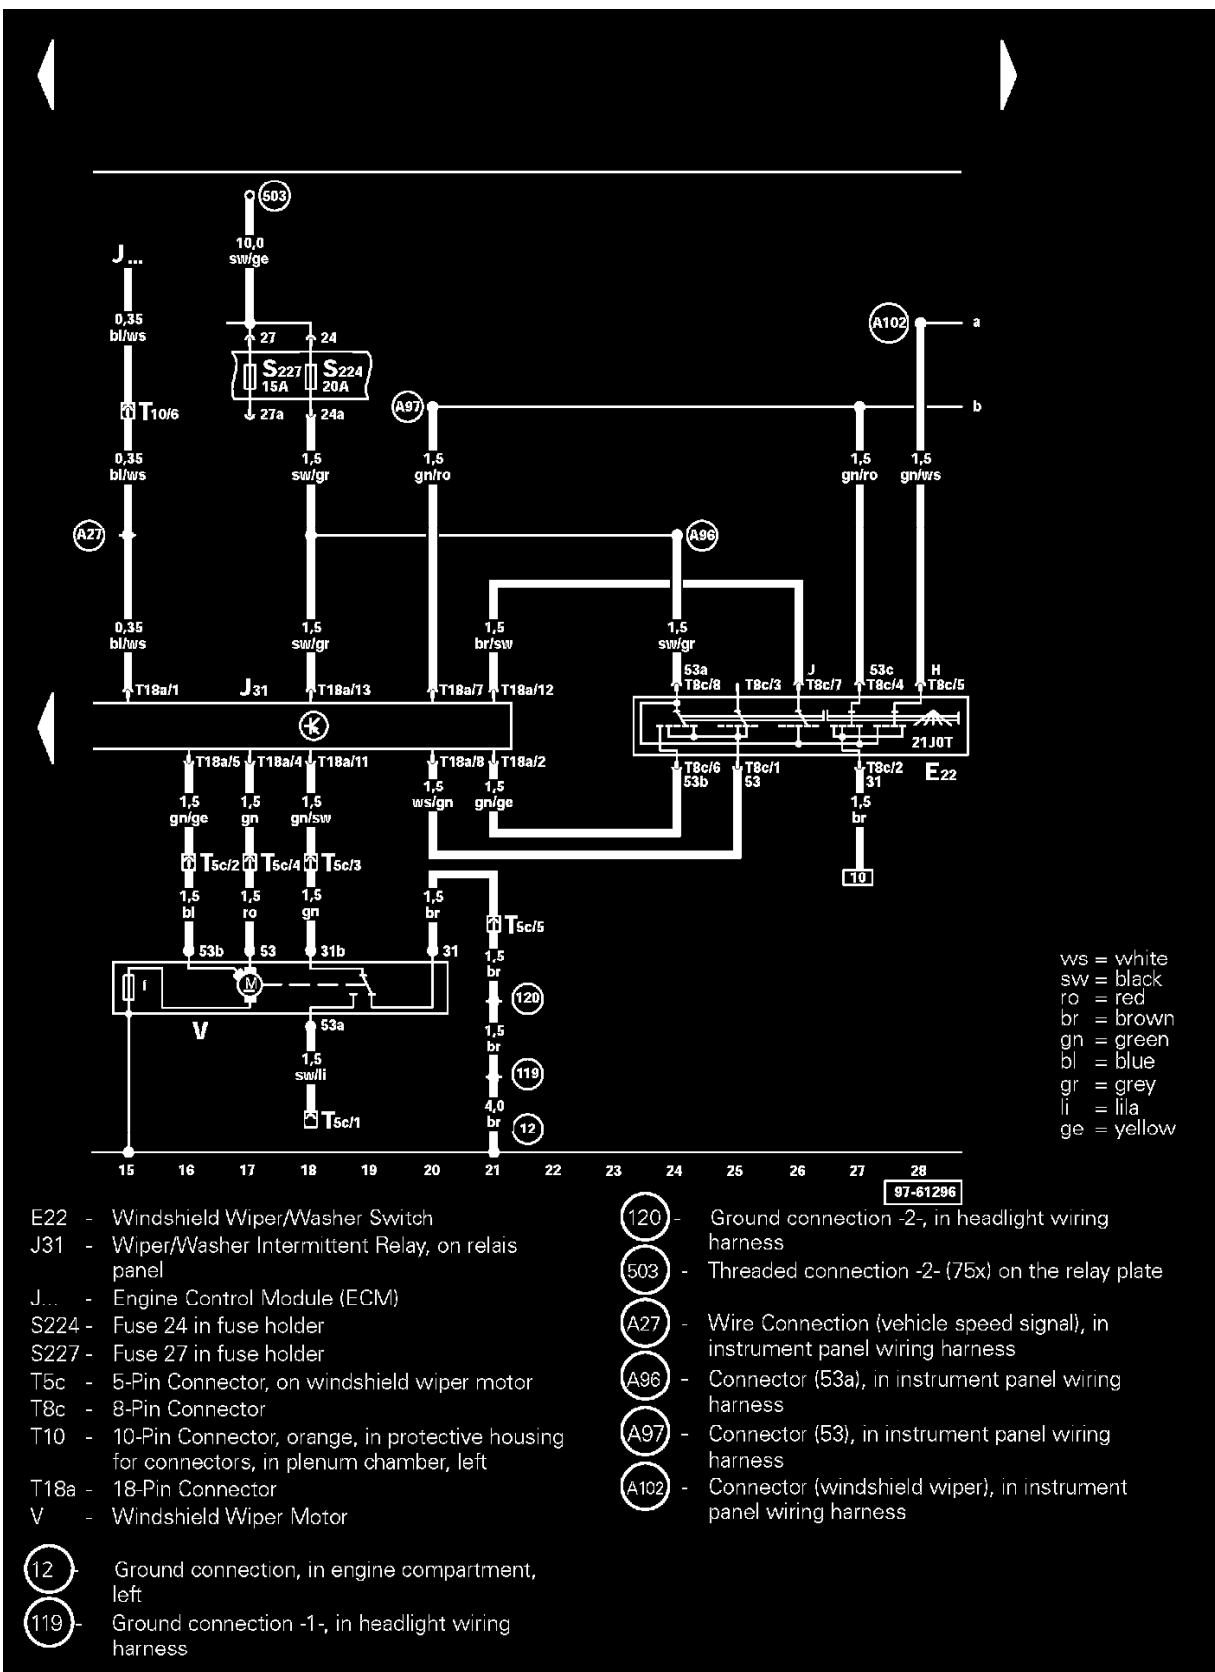 503
10,0
sw/ge
J...
0,35
bl/ws
A102
a
27
24
S227
15A
S224
20A
T10/6
27a
24a
A97
b
0,35
bl/ws
1,5
sw/gr
1,5
gn/ro
1,5
gn/ro
1,5
gn/ws
A27
A96
0,35
bl/ws
1,5
sw/gr
1,5
br/sw
1,5
sw/gr
53a
J
53c
H
T18a/1
J31
T18a/13
T18a/7
T18a/12
T8c/8
T8c/3
T8c/7
T8c/4
T8c/5
21J0T
T18a/5
T18a/4
T18a/11
T18a/8
T18a/2
T8c/6
53b
T8c/1
53
T8c/2
31
E22
1,5
gn/ge
1,5
gn
1,5
gn/sw
1,5
ws/gn
1,5
gn/ge
1,5
br
T5c/2
T5c/4
T5c/3
10
1,5
bl
1,5
ro
1,5
gn
1,5
br
T5c/5
53b
53
31b
31
1,5
br
f
M
120
V
53a
1,5
br
1,5
sw/li
119
T5c/1
4,0
br
12
ws = white
sw = black
ro = red
br = brown
gn = green
bl = blue
gr = grey
li = lila
ge = yellow
15 16 17 18 19 20 21 22 23 24 25 26 27 28
97-61296
E22 - Windshield Wiper/Washer Switch
J31 - Wiper/Washer Intermittent Relay, on relais
panel
J... - Engine Control Module (ECM)
S224 - Fuse 24 in fuse holder
S227 - Fuse 27 in fuse holder
T5c - 5-Pin Connector, on windshield wiper motor
T8c - 8-Pin Connector
T10 - 10-Pin Connector, orange, in protective housing
for connectors, in plenum chamber, left
T18a - 18-Pin Connector
V - Windshield Wiper Motor
12 - Ground connection, in engine compartment,
left
119 - Ground connection -1-, in headlight wiring
harness
120 - Ground connection -2-, in headlight wiring
harness
503 - Threaded connection -2- (75x) on the relay plate
A27 - Wire Connection (vehicle speed signal), in
instrument panel wiring harness
A96 - Connector (53a), in instrument panel wiring
harness
A97 - Connector (53), in instrument panel wiring
harness
A102 - Connector (windshield wiper), in instrument
panel wiring harness